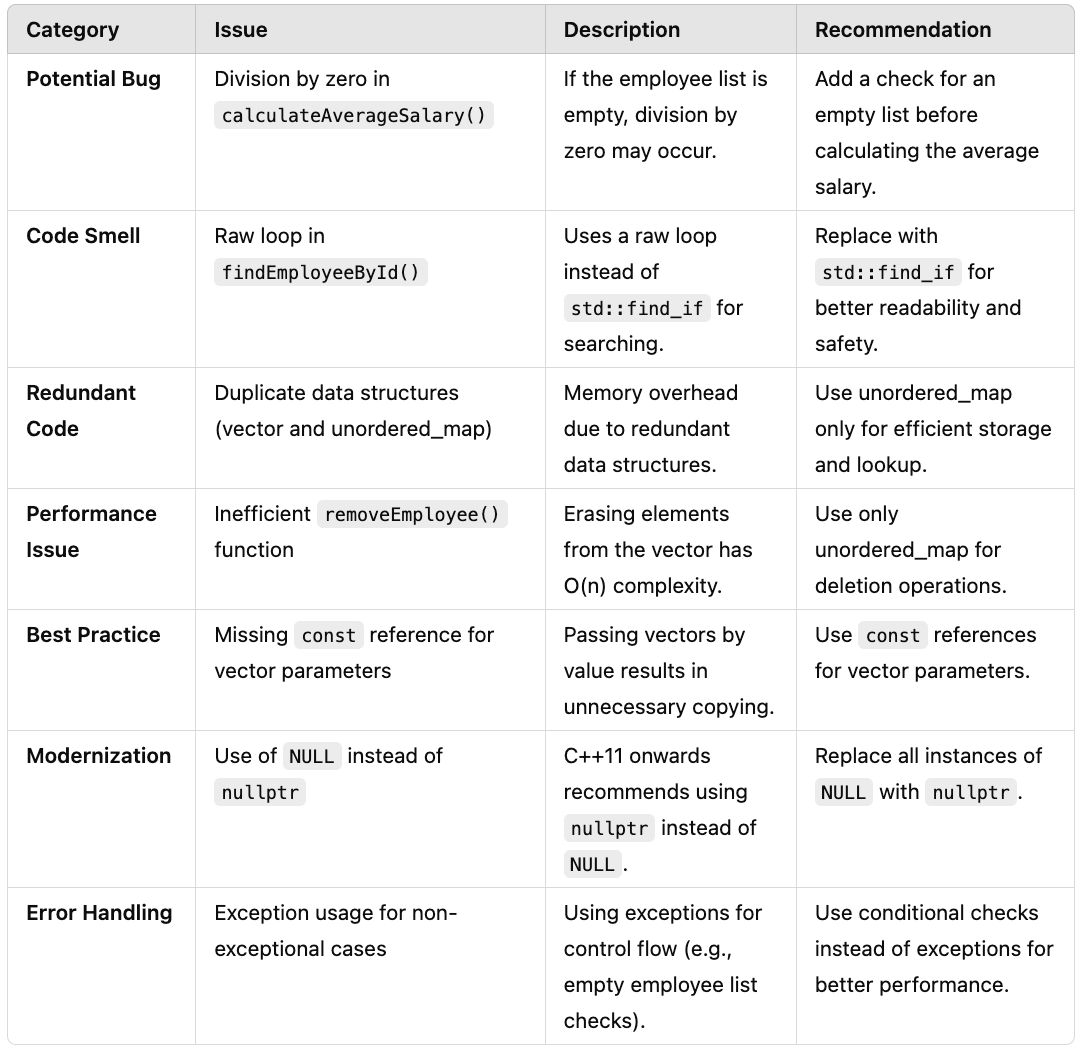 Category Issue Description Recommendation
Potential Bug
Division by zero in
calculateAverageSalary()
If the employee list is
empty, division by
zero may occur.
Add a check for an
empty list before
calculating the average
salary.
Code Smell
Raw loop in
findEmployeeById()
Uses a raw loop
instead of
std::find_if for
searching.
Replace with
std::find_if for
better readability and
safety.
Redundant
Code
Duplicate data structures
(vector and unordered_map)
Memory overhead
due to redundant
data structures.
Use unordered_map
only for efficient storage
and lookup.
Performance
Issue
Inefficient removeEmployee()
function
Erasing elements
from the vector has
O(n) complexity.
Use only
unordered_map for
deletion operations.
Best Practice
Missing const reference for
vector parameters
Passing vectors by
value results in
unnecessary copying.
Use const references
for vector parameters.
Modernization
Use of NULL instead of
nullptr
C++11 onwards
recommends using
nullptr instead of
NULL.
Replace all instances of
NULL with nullptr.
Error Handling
Exception usage for non-
exceptional cases
Using exceptions for
control flow (e.g.,
empty employee list
checks).
Use conditional checks
instead of exceptions for
better performance.